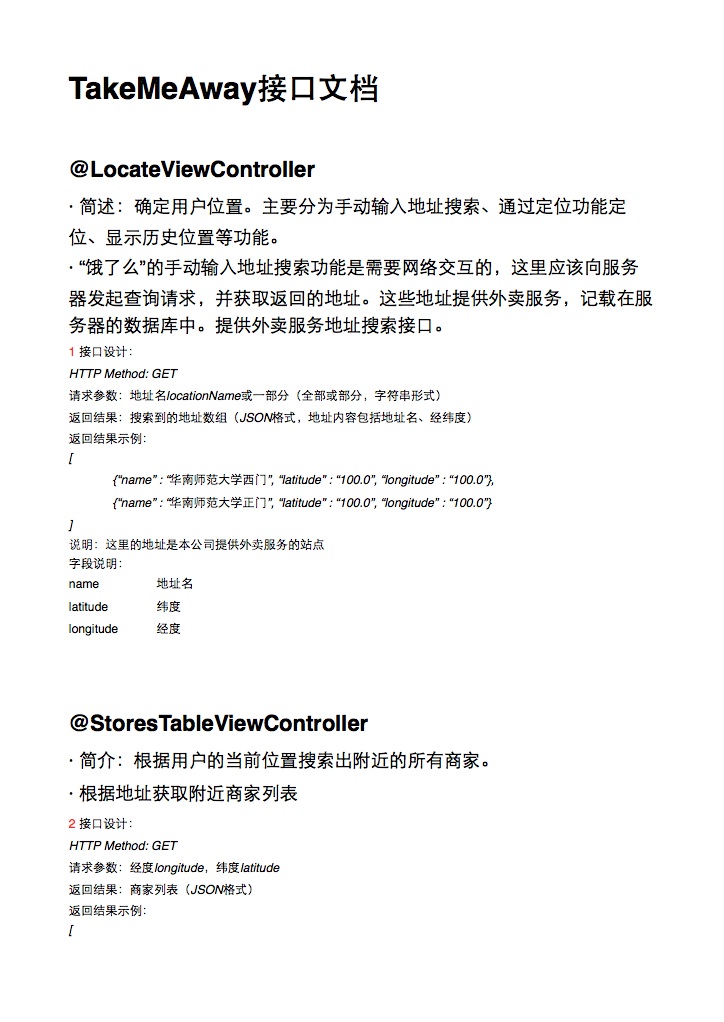 TakeMeAway接口文档
@LocateViewController
· 简述：确定用户位置。主要分为手动输入地址搜索、通过定位功能定
位、显示历史位置等功能。
· “饿了么”的手动输入地址搜索功能是需要网络交互的，这里应该向服务
器发起查询请求，并获取返回的地址。这些地址提供外卖服务，记载在服
务器的数据库中。提供外卖服务地址搜索接口。
1 接口设计：
HTTP Method: GET
请求参数：地址名locationName或一部分（全部或部分，字符串形式）
返回结果：搜索到的地址数组（JSON格式，地址内容包括地址名、经纬度）
返回结果示例：
[
{“name” : “华南师范大学西门”, “latitude” : “100.0”, “longitude” : “100.0”},
{“name” : “华南师范大学正门”, “latitude” : “100.0”, “longitude” : “100.0”}
]
说明：这里的地址是本公司提供外卖服务的站点
字段说明：
name 地址名
latitude 纬度
longitude 经度
@StoresTableViewController
· 简介：根据用户的当前位置搜索出附近的所有商家。
· 根据地址获取附近商家列表
2 接口设计：
HTTP Method: GET
请求参数：经度longitude，纬度latitude
返回结果：商家列表（JSON格式）
返回结果示例：
[